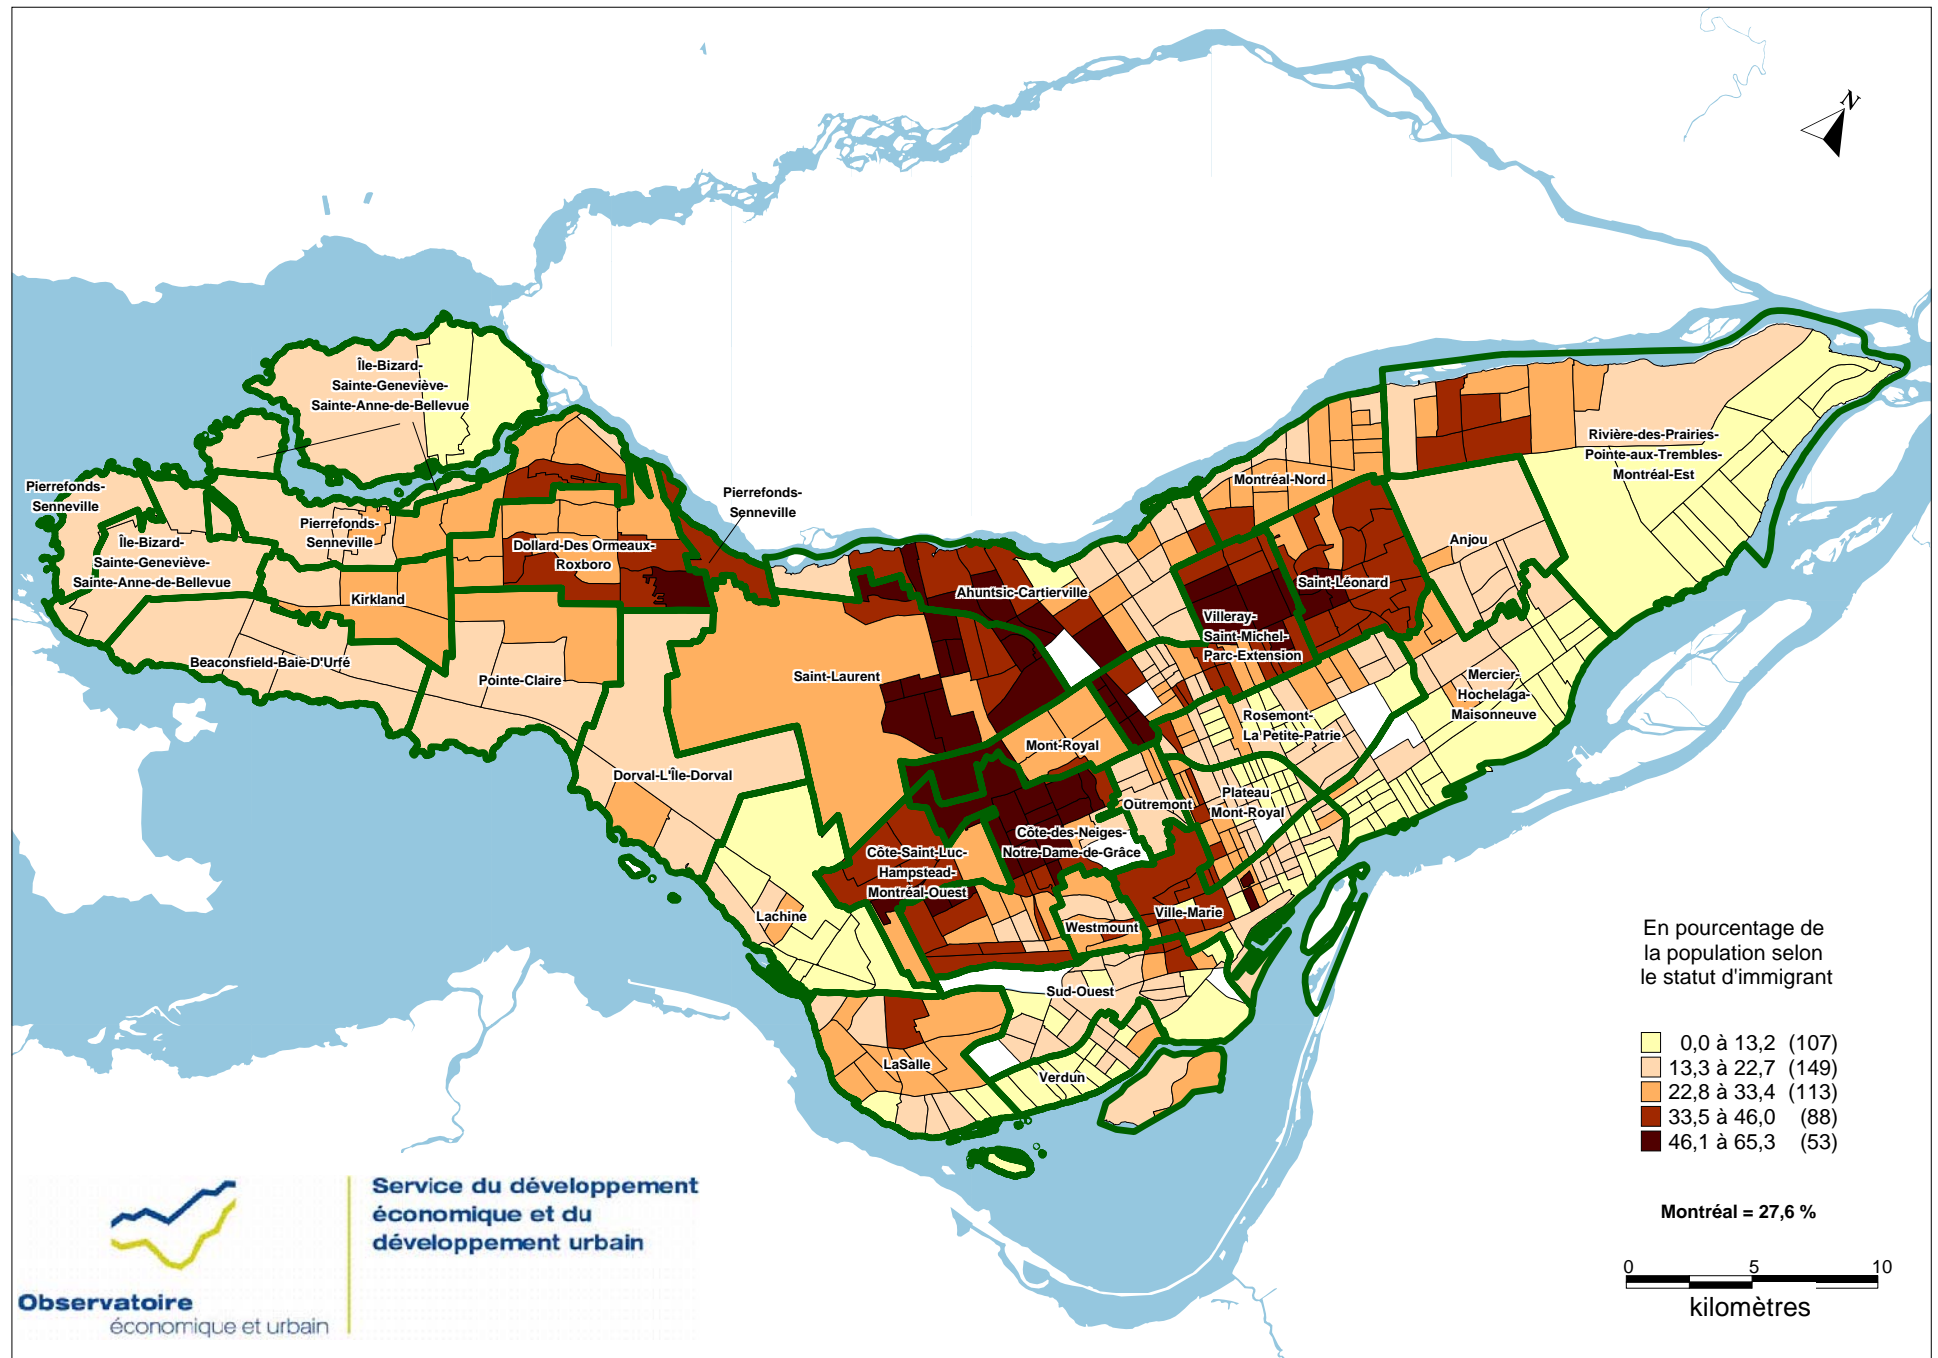 N
Île-Bizard-
Sainte-Geneviève-
Sainte-Anne-de-Bellevue
Pierrefonds-
Senneville
Île-Bizard-
Sainte-Geneviève-
Sainte-Anne-de-Bellevue
Pierrefonds-
Senneville
Kirkland
Beaconsfield-Baie-D'Urfé
Pointe-Claire
Dollard-Des Ormeaux-
Roxboro
Pierrefonds-
Senneville
Dorval-L'Île-Dorval
Saint-Laurent
Ahuntsic-Cartierville
Montréal-Nord
Rivière-des-Prairies-
Pointe-aux-Trembles-
Montréal-Est
Anjou
Saint-Léonard
Villeray-
Saint-Michel-
Parc-Extension
Mercier-
Hochelaga-
Maisonneuve
Rosemont-
La Petite-Patrie
Mont-Royal
Outremont
Plateau
Mont-Royal
Côte-des-Neiges-
Notre-Dame-de-Grâce
Côte-Saint-Luc-
Hampstead-
Montréal-Ouest
Lachine
Westmount
Ville-Marie
Sud-Ouest
LaSalle
Verdun
En pourcentage de
la population selon
le statut d'immigrant
0,0 à 13,2 (107)
13,3 à 22,7 (149)
22,8 à 33,4 (113)
33,5 à 46,0 (88)
46,1 à 65,3 (53)
Montréal = 27,6 %
0 5 10
kilomètres
Service du développement
économique et du
développement urbain
Observatoire
économique et urbain